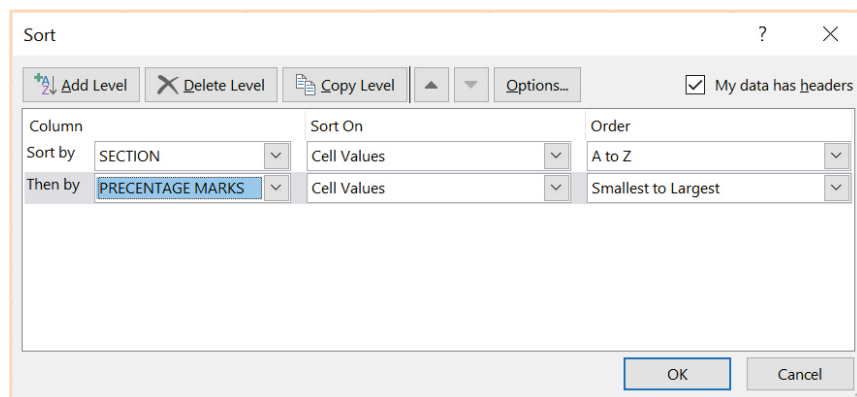 Sort ?
Add Level Delete Level Copy Level Options... My data has headers
Column Sort On Order
Sort by SECTION Cell Values A to Z
Then by PRECENTAGE MARKS Cell Values Smallest to Largest
OK Cancel